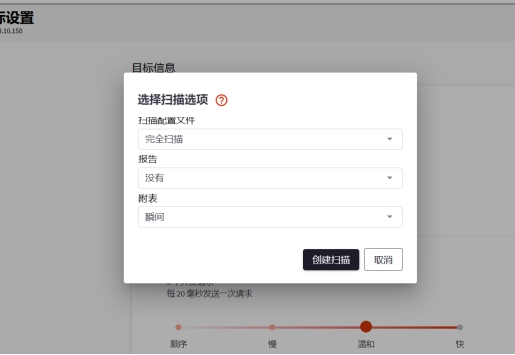 标设置
.10.150
目标信息
选择扫描选项
扫描配置文件
完全扫描
报告
没有
附表
瞬间
创建扫描
取消
每 20 毫秒发送一次请求
顺序
慢
温和
快